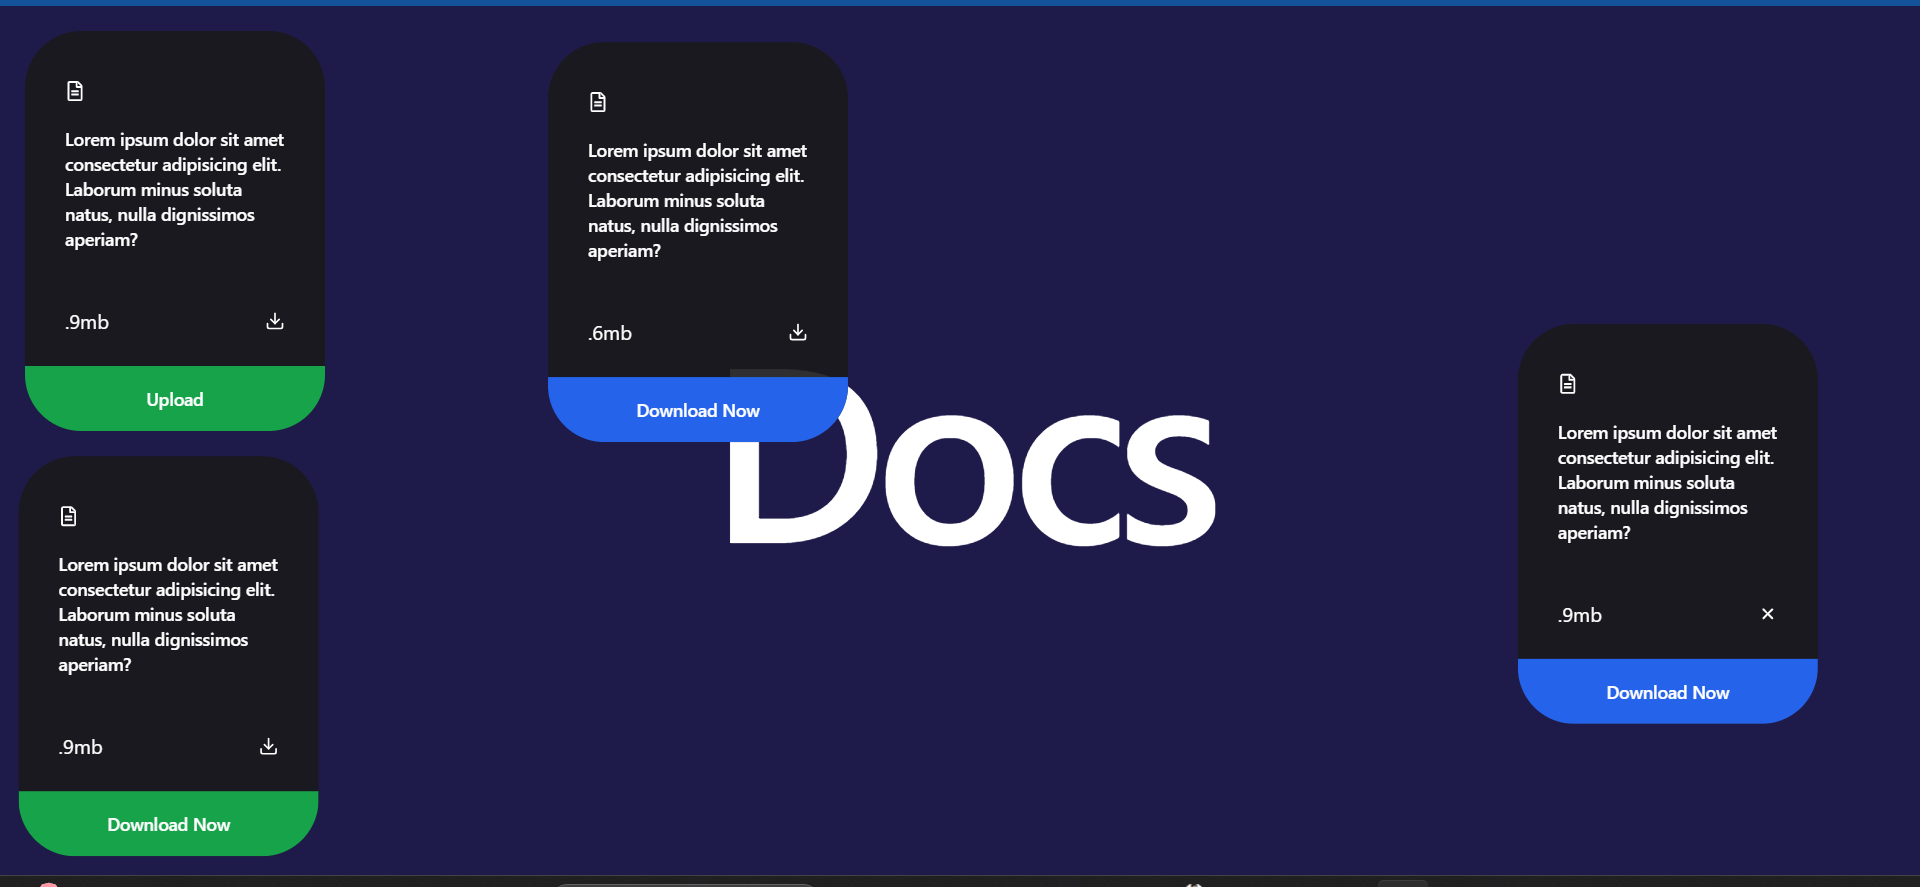 Lorem ipsum dolor sit amet
consectetur adipisicing elit.
Laborum minus soluta
natus, nulla dignissimos
aperiam?
.9mb
Upload
Lorem ipsum dolor sit amet
consectetur adipisicing elit.
Laborum minus soluta
natus, nulla dignissimos
aperiam?
.9mb
Download Now
Lorem ipsum dolor sit amet
consectetur adipisicing elit.
Laborum minus soluta
natus, nulla dignissimos
aperiam?
.6mb
Download Now
Docs
Lorem ipsum dolor sit amet
consectetur adipisicing elit.
Laborum minus soluta
natus, nulla dignissimos
aperiam?
.9mb
Download Now